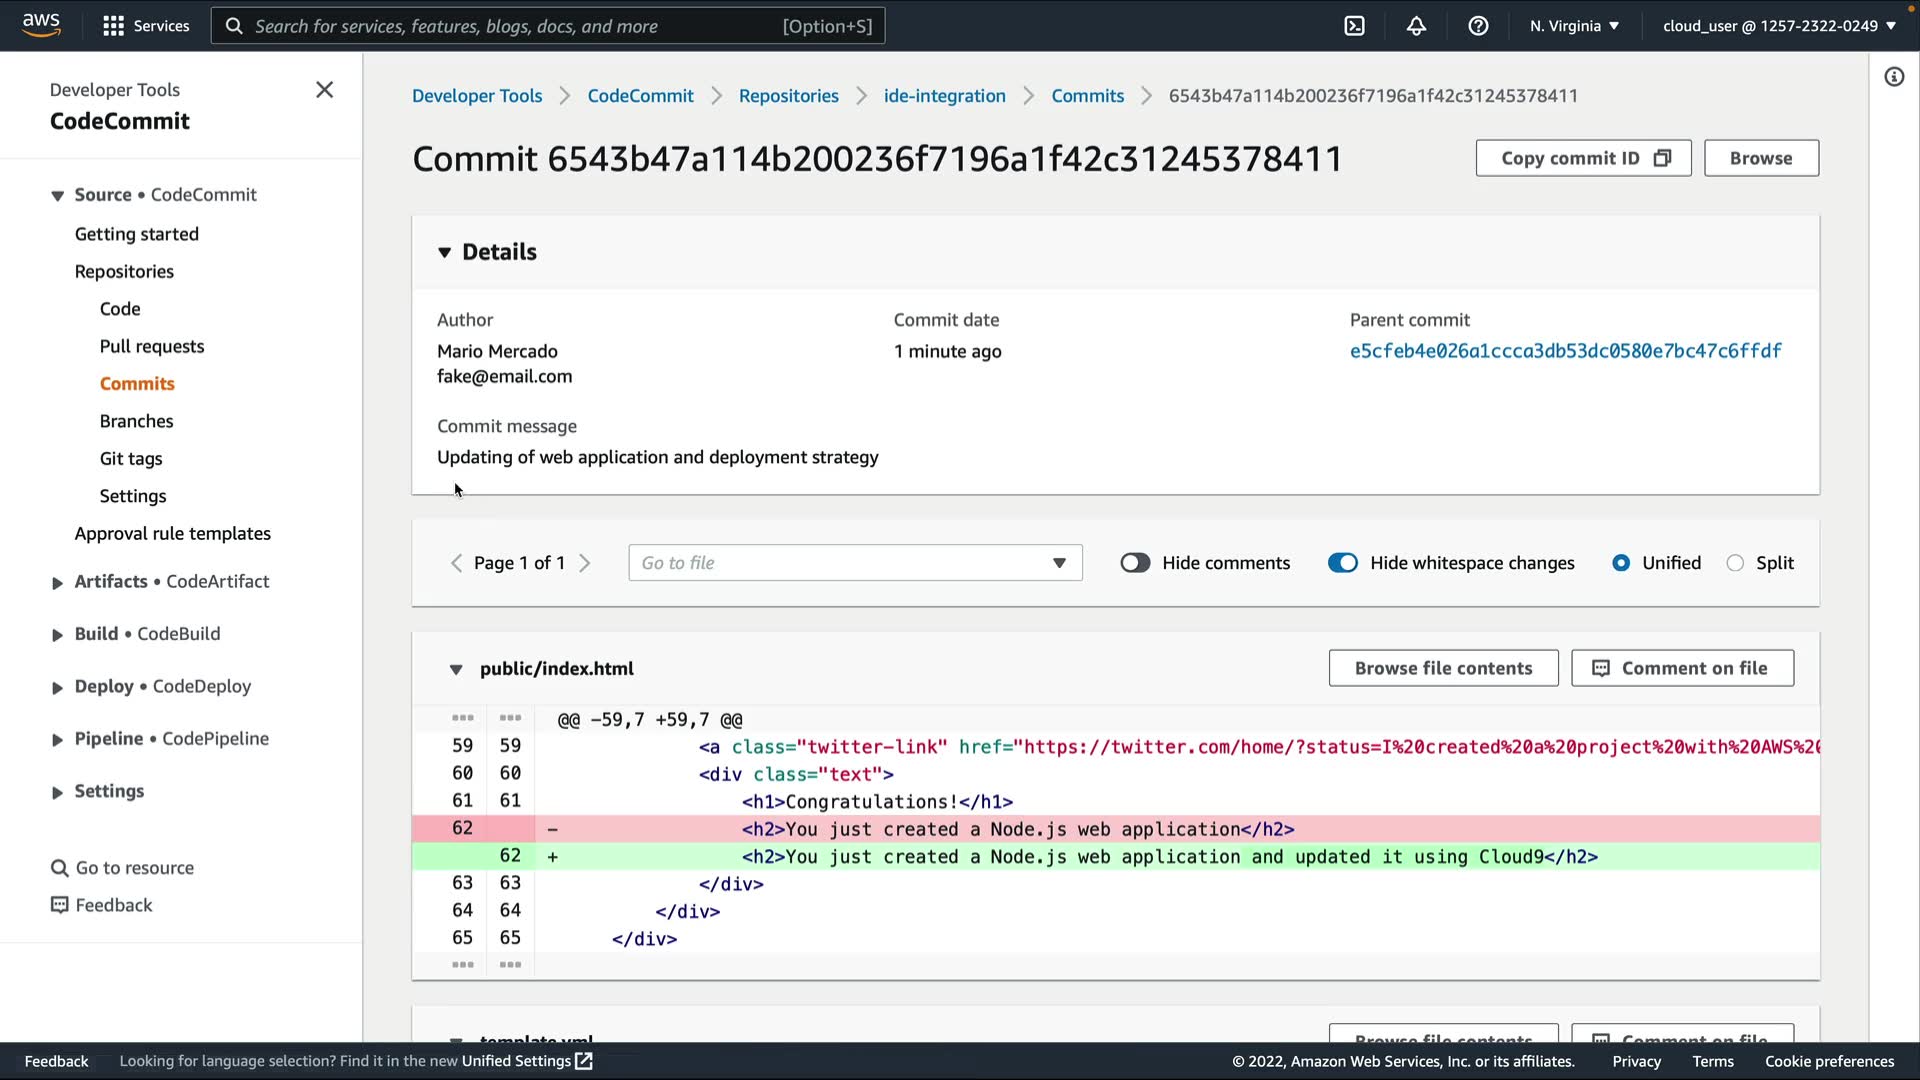 aws
Services
Search for services, features, blogs, docs, and more
[Option+S]
N. Virginia
cloud_user @ 1257-2322-0249
Developer Tools
CodeCommit
Source • CodeCommit
Getting started
Repositories
Code
Pull requests
Commits
Branches
Git tags
Settings
Approval rule templates
Artifacts • CodeArtifact
Build • CodeBuild
Deploy • CodeDeploy
Pipeline • CodePipeline
Settings
Go to resource
Feedback
Developer Tools
CodeCommit
Repositories
ide-integration
Commits
6543b47a114b200236f7196a1f42c31245378411
Commit 6543b47a114b200236f7196a1f42c31245378411
Copy commit ID
Browse
Details
Author
Mario Mercado
fake@email.com
Commit date
1 minute ago
Parent commit
e5cfeb4e026a1ccca3db53dc0580e7bc47c6ffdf
Commit message
Updating of web application and deployment strategy
Page 1 of 1
Go to file
Hide comments
Hide whitespace changes
Unified
Split
public/index.html
Browse file contents
Comment on file
@@ -59,7 +59,7 @@
59 59 <a class="twitter-link" href="https://twitter.com/home/?status=I%20created%20a%20project%20with%20AWS%20
60 60 <div class="text">
61 61 <h1>Congratulations!</h1>
62 - <h2>You just created a Node.js web application</h2>
62 + <h2>You just created a Node.js web application and updated it using Cloud9</h2>
63 63 </div>
64 64 </div>
65 65 </div>
template.yml
Browse file contents
Comment on file
Feedback
Looking for language selection? Find it in the new Unified Settings
© 2022, Amazon Web Services, Inc. or its affiliates.
Privacy
Terms
Cookie preferences